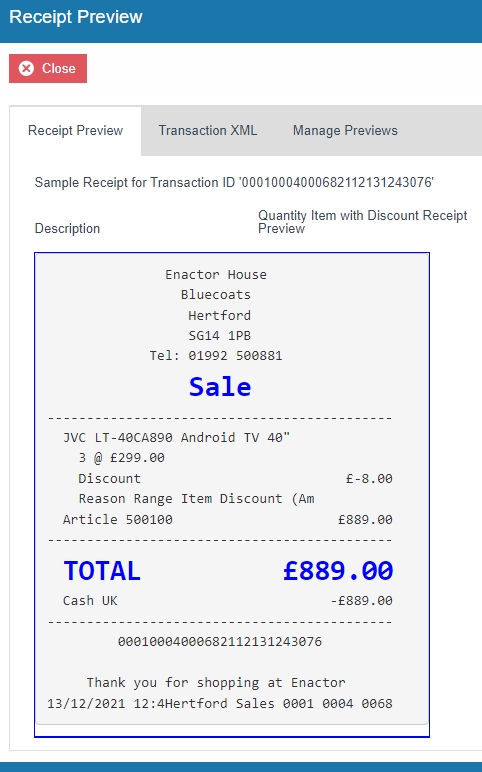 Receipt Preview
Close
Receipt Preview Transaction XML Manage Previews
Sample Receipt for Transaction ID '00010004000682112131243076'
Description Quantity Item with Discount Receipt
Preview
Enactor House
Bluecoats
Hertford
SG14 1PB
Tel: 01992 500881
Sale
--------------------------------------------
JVC LT-40CA890 Android TV 40"
3 @ £299.00
Discount £-8.00
Reason Range Item Discount (Am
Article 500100 £889.00
--------------------------------------------
TOTAL £889.00
Cash UK -£889.00
--------------------------------------------
00010004000682112131243076
Thank you for shopping at Enactor
13/12/2021 12:4Hertford Sales 0001 0004 0068